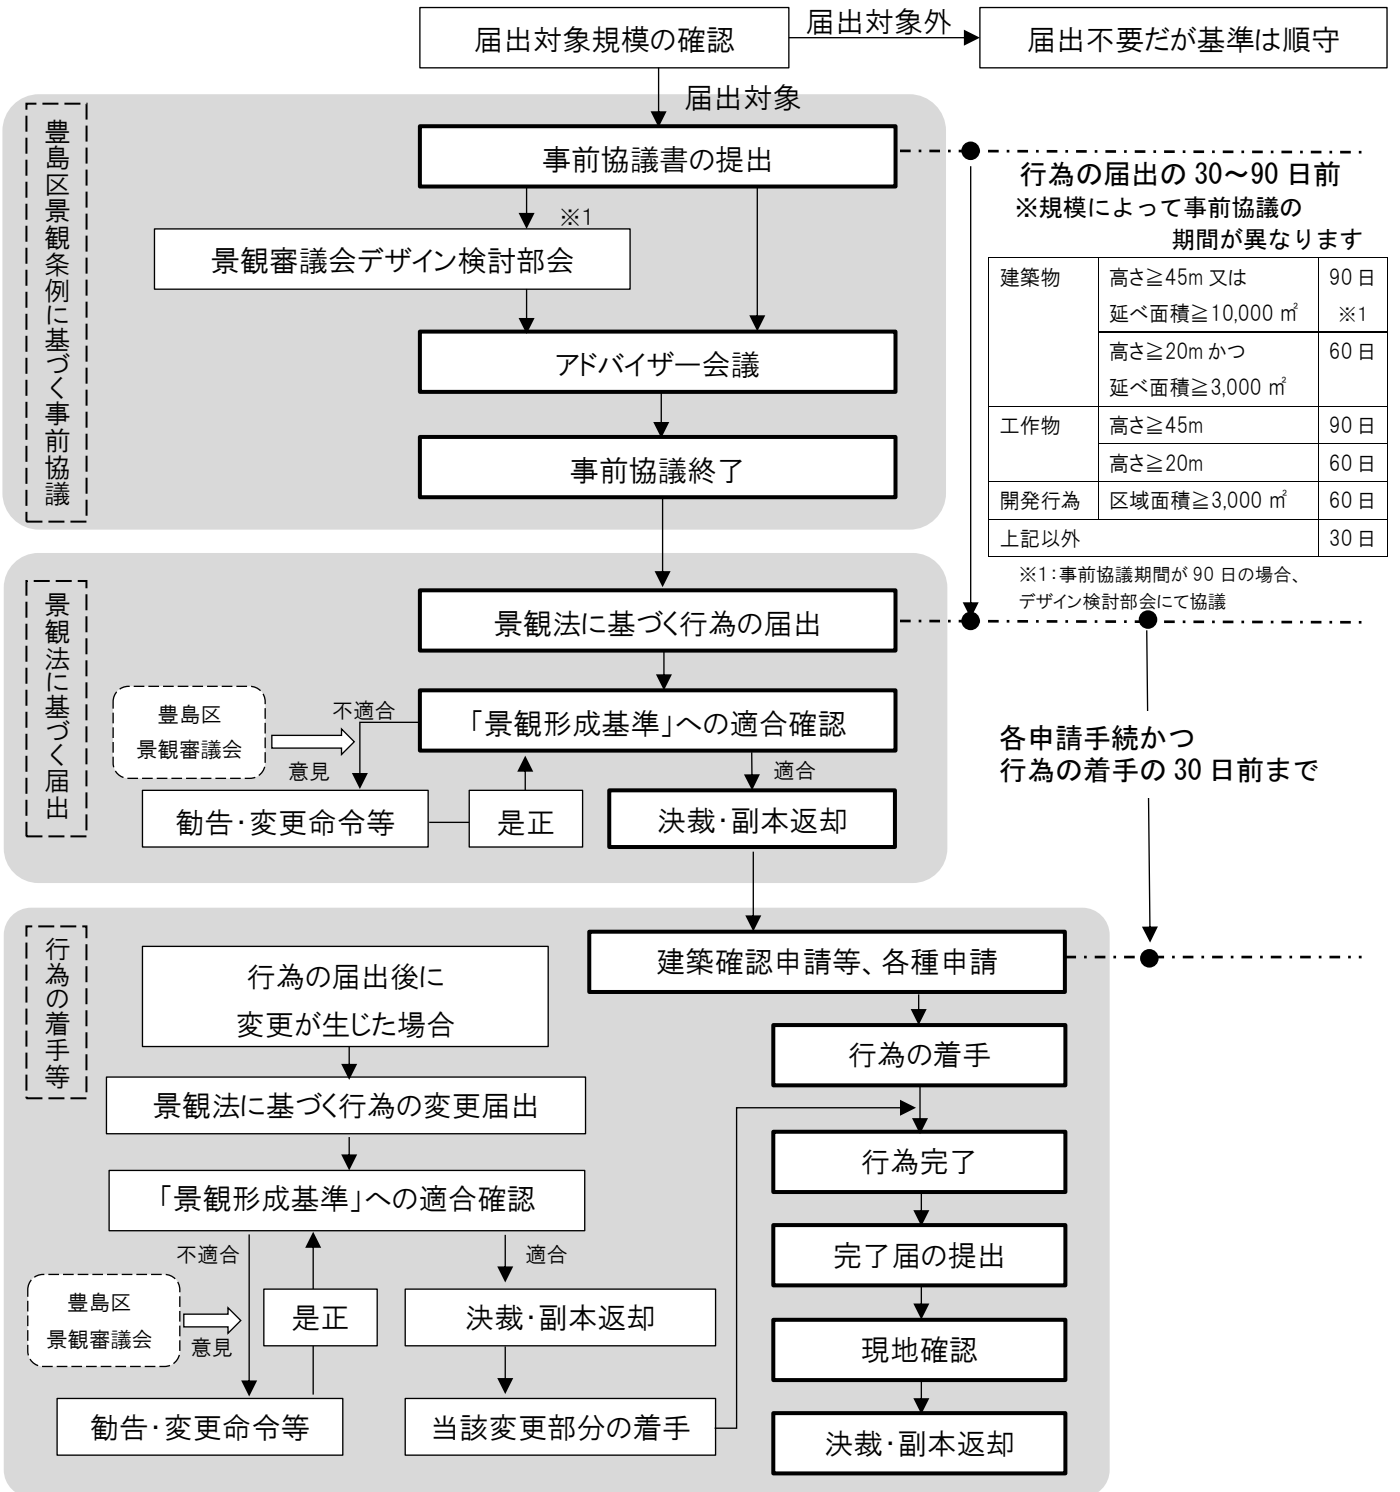 届出対象規模の確認
届出対象外
届出不要だが基準は順守
届出対象
豊島区景観条例に基づく事前協議
事前協議書の提出
※1
景観審議会デザイン検討部会
アドバイザー会議
事前協議終了
行為の届出の 30～90 日前
※規模によって事前協議の
期間が異なります
建築物 高さ≧45m 又は 90 日
延べ面積≧10,000 ㎡ ※1
高さ≧20m かつ 60 日
延べ面積≧3,000 ㎡
工作物 高さ≧45m 90 日
高さ≧20m 60 日
開発行為 区域面積≧3,000 ㎡ 60 日
上記以外 30 日
※1：事前協議期間が 90 日の場合、
デザイン検討部会にて協議
景観法に基づく届出
景観法に基づく行為の届出
「景観形成基準」への適合確認
不適合
豊島区
景観審議会
意見
適合
勧告・変更命令等
是正
決裁・副本返却
各申請手続かつ
行為の着手の 30 日前まで
行為の着手等
建築確認申請等、各種申請
行為の届出後に
変更が生じた場合
行為の着手
景観法に基づく行為の変更届出
行為完了
「景観形成基準」への適合確認
不適合
適合
完了届の提出
豊島区
景観審議会
意見
是正
決裁・副本返却
現地確認
勧告・変更命令等
当該変更部分の着手
決裁・副本返却